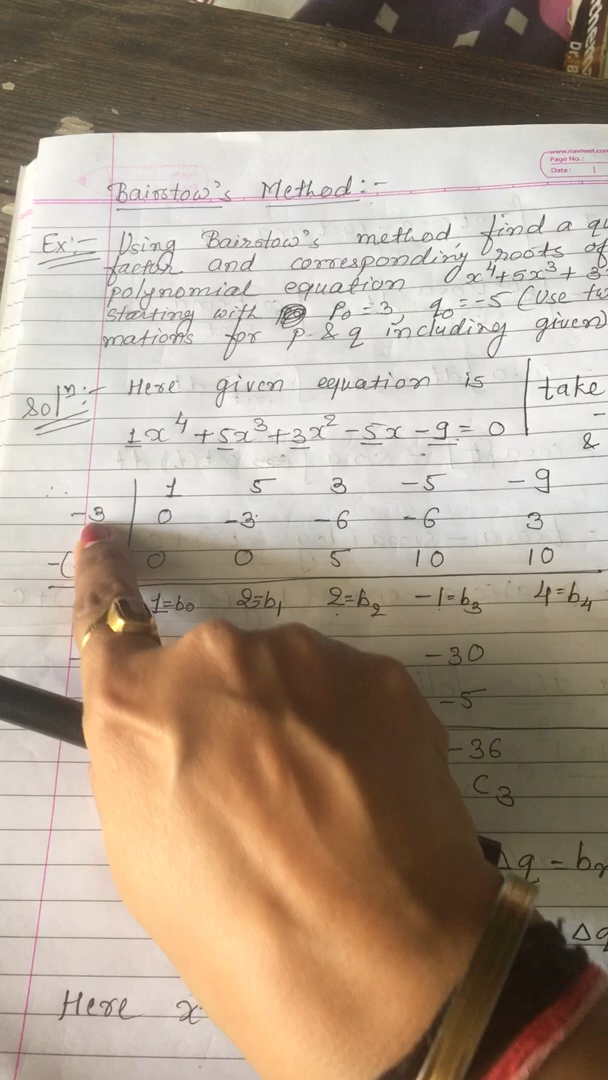 www.navneet.com
Page No.:
Date:
Bairstow's Method:-
Ex:- Using Bairstow's method, find a
factor and corresponding roots of
polynomial equation x⁴+5x³+3
starting with P₀=3, q₀=-5 (Use
mations for p & q including given)
Solⁿ:- Here given equation is take
1x⁴+5x³+3x²-5x-9=0 -
&
∴ 1 5 3 -5 -9
-3 0 -3 -6 -6 3
-( 0 0 5 10 10
1=b₀ 2=b₁ 2=b₂ -1=b₃ 4=b₄
- -30
-5
-36
C₃
Δq - b
Δq
Here x